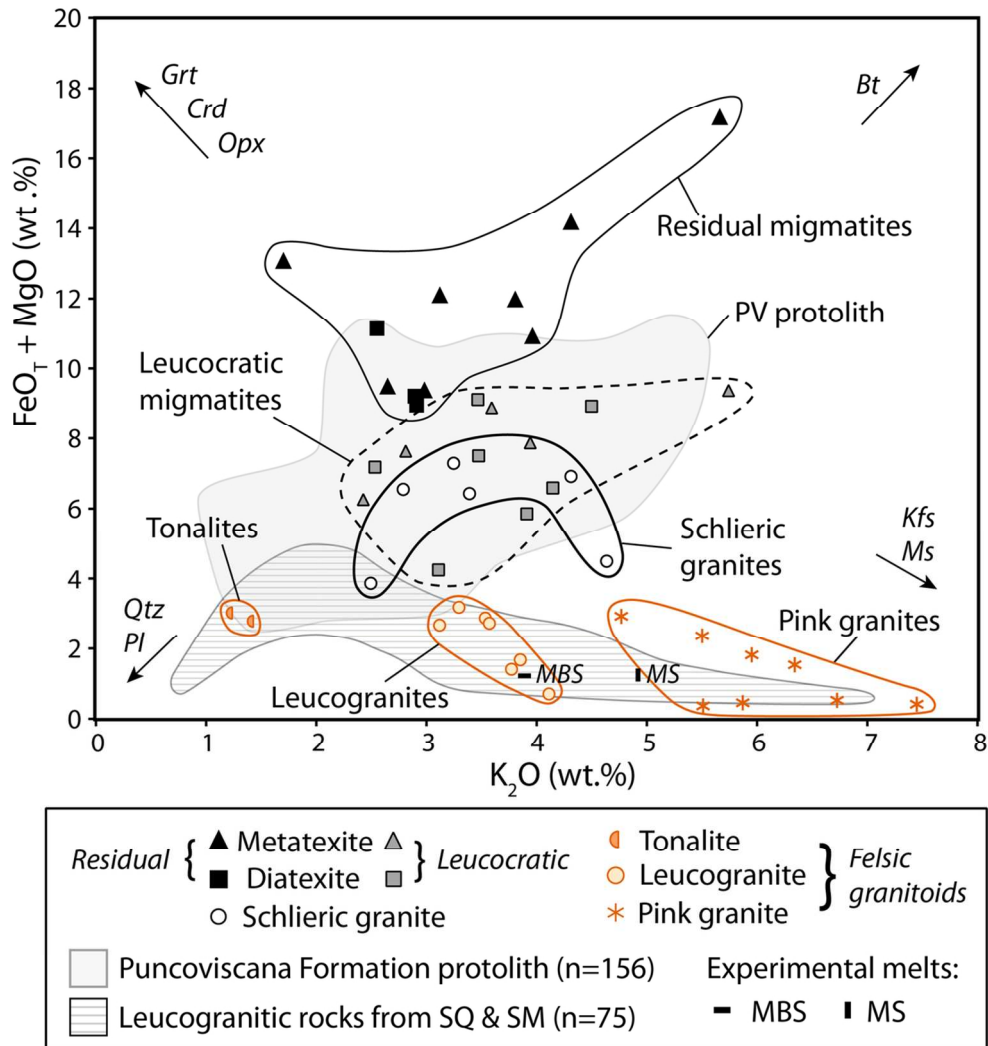 20
18
16
14
12
10
8
6
4
2
0
FeO_T + MgO (wt .%)
Grt
Crd
Opx
Bt
Residual migmatites
PV protolith
Leucocratic
migmatites
Tonalites
Schlieric
granites
Kfs
Ms
Qtz
Pl
Leucogranites
MBS
MS
Pink granites
0 1 2 3 4 5 6 7 8
K₂O (wt.%)
Residual { Metatexite } Leucocratic
Diatexite
Schlieric granite
Tonalite
Leucogranite } Felsic
granitoids
Pink granite
Puncoviscana Formation protolith (n=156)
Leucogranitic rocks from SQ & SM (n=75)
Experimental melts:
MBS MS